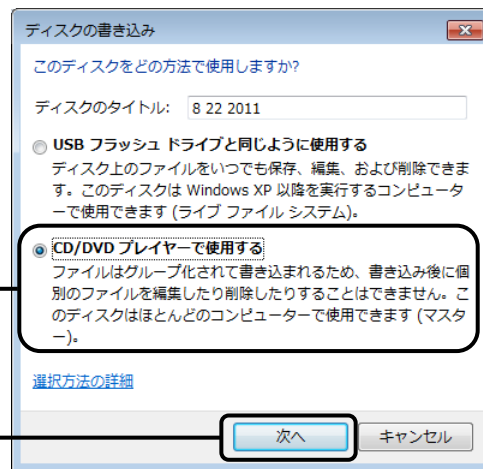 ディスクの書き込み
このディスクをどの方法で使用しますか?
ディスクのタイトル: 8 22 2011
USB フラッシュ ドライブと同じように使用する
ディスク上のファイルをいつでも保存、編集、および削除できま
す。このディスクは Windows XP 以降を実行するコンピュータ
ーで使用できます (ライブ ファイル システム)。
CD/DVD プレイヤーで使用する
ファイルはグループ化されて書き込まれるため、書き込み後に個
別のファイルを編集したり削除したりすることはできません。こ
のディスクはほとんどのコンピューターで使用できます (マスタ
ー)。
選択方法の詳細
次へ キャンセル